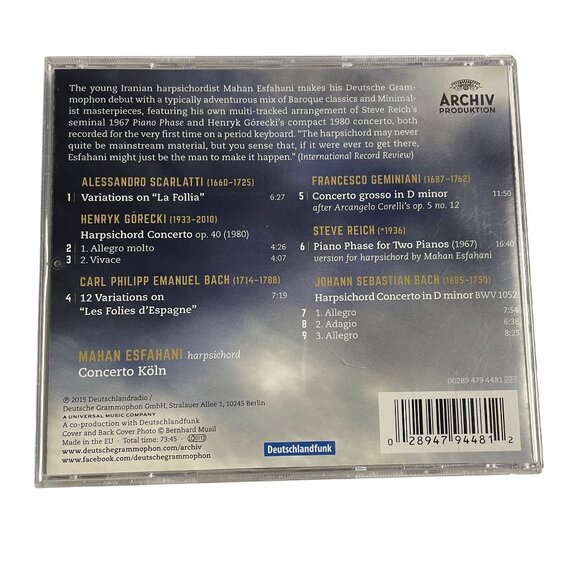 The young Iranian harpsichordist Mahan Esfahani makes his Deutsche Gram-
mophon debut with a typically adventurous mix of Baroque classics and Minimal-
ist masterpieces, featuring his own multi-tracked arrangement of Steve Reich's
seminal 1967 Piano Phase and Henryk Górecki's compact 1980 concerto, both
recorded for the very first time on a period keyboard. "The harpsichord may never
quite be mainstream material, but you sense that, if it were ever to get there,
Esfahani might just be the man to make it happen." (International Record Review)
ARCHIV
PRODUKTION
ALESSANDRO SCARLATTI (1660–1725)
1 Variations on "La Follia" 6:27
HENRYK GÓRECKI (1933–2010)
Harpsichord Concerto op. 40 (1980)
2 1. Allegro molto 4:26
3 2. Vivace 4:07
CARL PHILIPP EMANUEL BACH (1714–1788)
4 12 Variations on 7:19
"Les Folies d'Espagne"
MAHAN ESFAHANI harpsichord
Concerto Köln
FRANCESCO GEMINIANI (1687–1762)
5 Concerto grosso in D minor 11:50
after Arcangelo Corelli's op. 5 no. 12
STEVE REICH (*1936)
6 Piano Phase for Two Pianos (1967) 16:40
version for harpsichord by Mahan Esfahani
JOHANN SEBASTIAN BACH (1685–1750)
Harpsichord Concerto in D minor BWV 1052
7 1. Allegro 7:54
8 2. Adagio 6:38
9 3. Allegro 8:25
℗ 2015 Deutschlandradio /
Deutsche Grammophon GmbH, Stralauer Allee 1, 10245 Berlin
A UNIVERSAL MUSIC COMPANY
A co-production with Deutschlandfunk
Cover and Back Cover Photo © Bernhard Musil
Made in the EU · Total time: 73:45
www.deutschegrammophon.com/archiv
www.facebook.com/deutschegrammophon
Deutschlandfunk
00289 479 4481
0 28947 94481 2